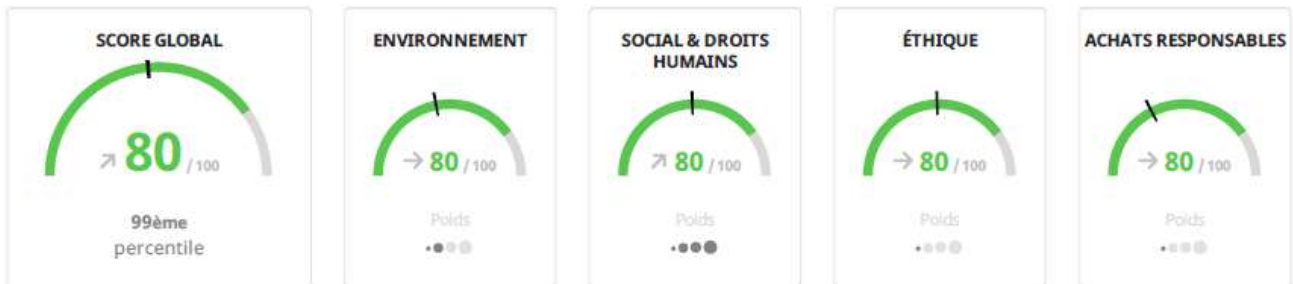 SCORE GLOBAL
80 / 100
99ème
percentile
ENVIRONNEMENT
80 / 100
Poids
SOCIAL & DROITS
HUMAINS
80 / 100
Poids
ÉTHIQUE
80 / 100
Poids
ACHATS RESPONSABLES
80 / 100
Poids